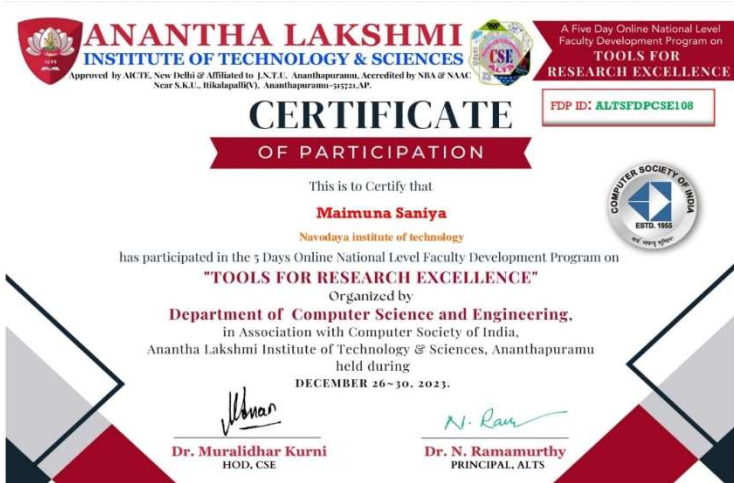 ANANTHA LAKSHMI
INSTITUTE OF TECHNOLOGY & SCIENCES
Approved by AICTE, New Delhi & Affiliated to J.N.T.U. Ananthapuramu, Accredited by NBA & NAAC
Near S.K.U., Itikalapalli(V), Ananthapuramu-515721,AP.
ALTS
CSE
ALTS
A Five Day Online National Level
Faculty Development Program on
TOOLS FOR
RESEARCH EXCELLENCE
FDP ID: ALTSFDPCSE108
CERTIFICATE
OF PARTICIPATION
This is to Certify that
Maimuna Saniya
Navodaya institute of technology
COMPUTER SOCIETY OF INDIA
ESTD. 1955
has participated in the 5 Days Online National Level Faculty Development Program on
"TOOLS FOR RESEARCH EXCELLENCE"
Organized by
Department of Computer Science and Engineering,
in Association with Computer Society of India,
Anantha Lakshmi Institute of Technology & Sciences, Ananthapuramu
held during
DECEMBER 26~30, 2023.
N. Ram
Dr. Muralidhar Kurni
HOD, CSE
Dr. N. Ramamurthy
PRINCIPAL, ALTS